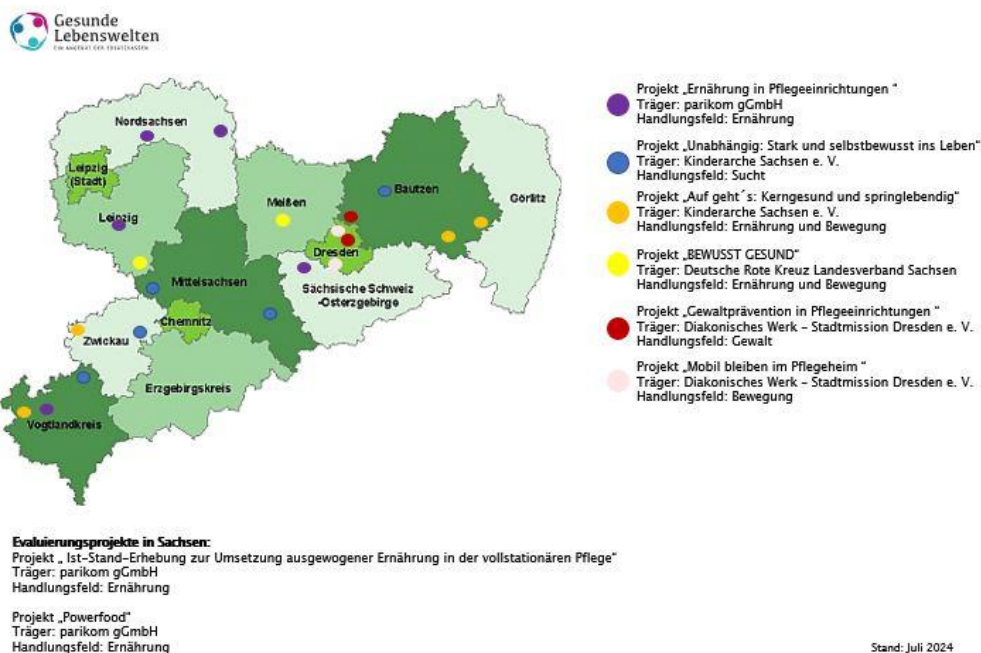 Gesunde
Lebenswelten
EIN ANGEBOT DER ERSATZKASSEN
Nordsachsen
Leipzig
(Stadt)
Leipzig
Meißen
Bautzen
Görlitz
Dresden
Mittelsachsen
Sächsische Schweiz
-Osterzgebirge
Chemnitz
Zwickau
Erzgebirgskreis
Vogtlandkreis
Projekt „Ernährung in Pflegeeinrichtungen “
Träger: parikom gGmbH
Handlungsfeld: Ernährung
Projekt „Unabhängig: Stark und selbstbewusst ins Leben“
Träger: Kinderarche Sachsen e. V.
Handlungsfeld: Sucht
Projekt „Auf geht´s: Kerngesund und springlebendig“
Träger: Kinderarche Sachsen e. V.
Handlungsfeld: Ernährung und Bewegung
Projekt „BEWUSST GESUND“
Träger: Deutsche Rote Kreuz Landesverband Sachsen
Handlungsfeld: Ernährung und Bewegung
Projekt „Gewaltprävention in Pflegeeinrichtungen “
Träger: Diakonisches Werk – Stadtmission Dresden e. V.
Handlungsfeld: Gewalt
Projekt „Mobil bleiben im Pflegeheim “
Träger: Diakonisches Werk – Stadtmission Dresden e. V.
Handlungsfeld: Bewegung
Evaluierungsprojekte in Sachsen:
Projekt „ Ist-Stand-Erhebung zur Umsetzung ausgewogener Ernährung in der vollstationären Pflege“
Träger: parikom gGmbH
Handlungsfeld: Ernährung
Projekt „Powerfood“
Träger: parikom gGmbH
Handlungsfeld: Ernährung
Stand: Juli 2024